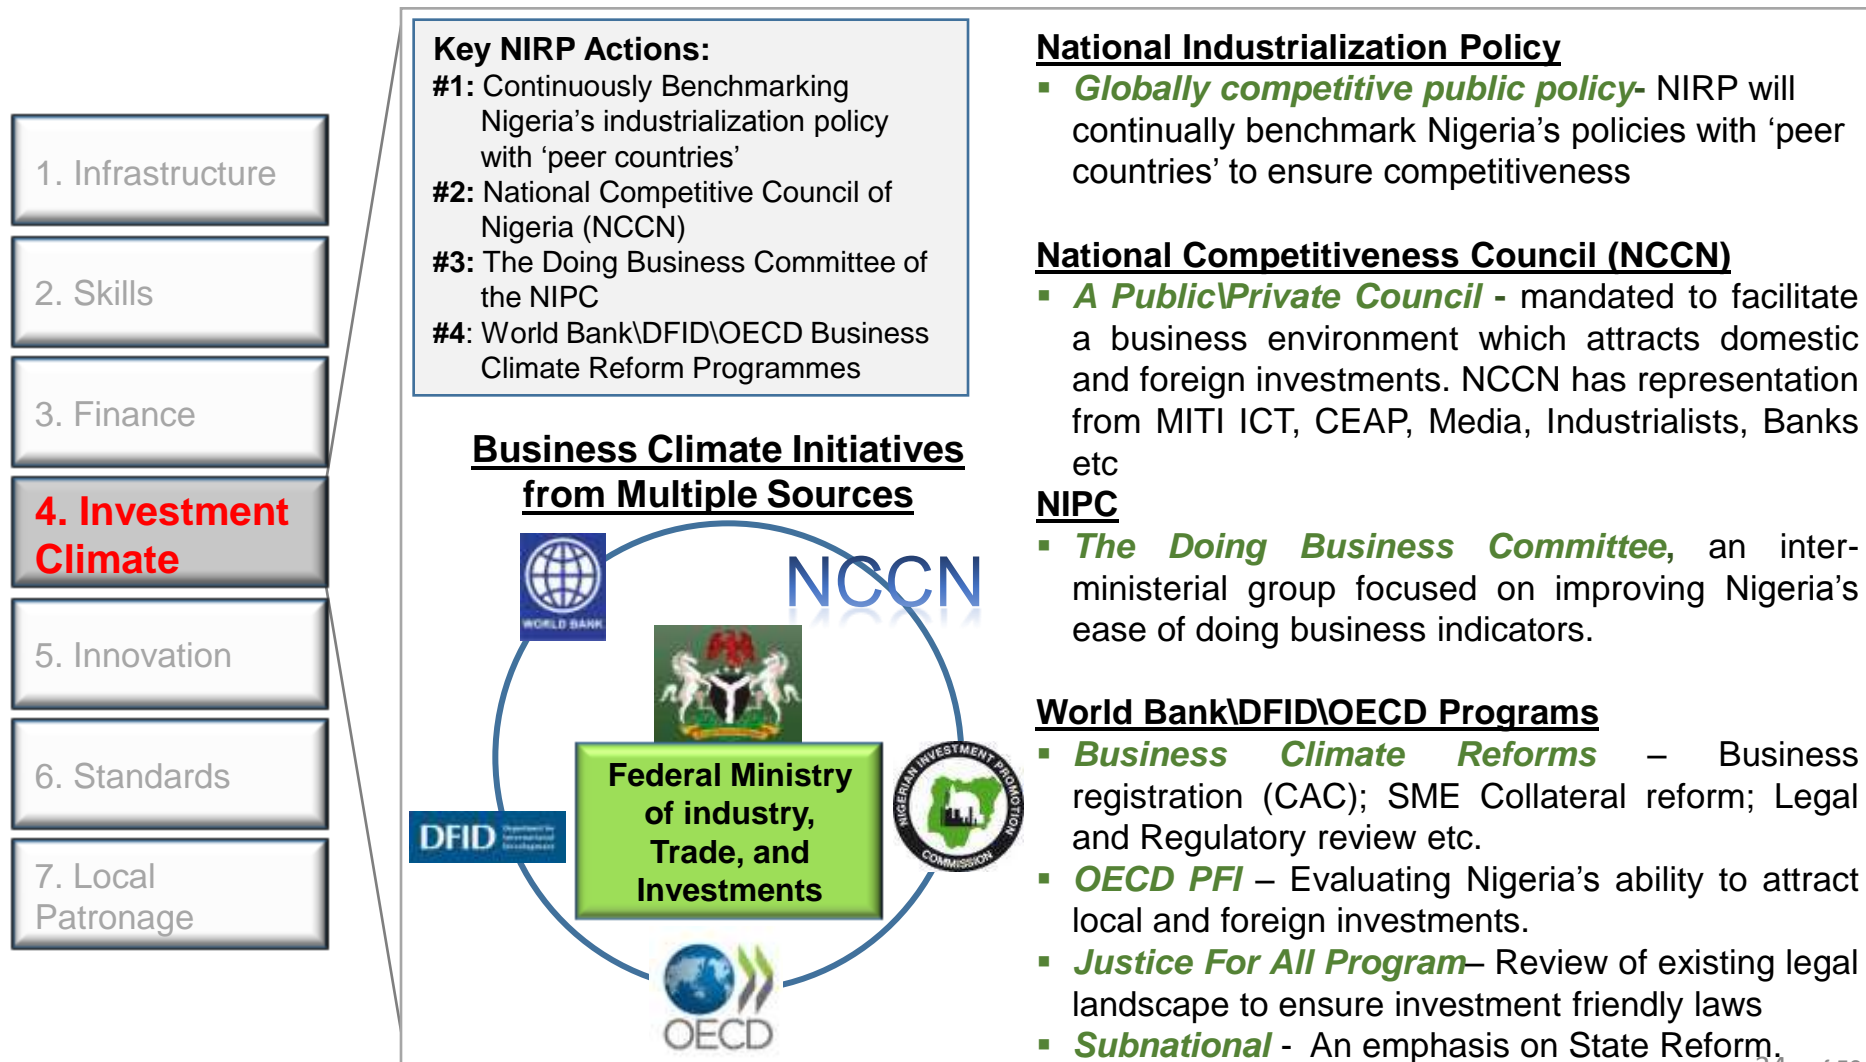 1. Infrastructure
2. Skills
3. Finance
4. Investment
Climate
5. Innovation
6. Standards
7. Local
Patronage
Key NIRP Actions:
#1: Continuously Benchmarking
Nigeria’s industrialization policy
with ‘peer countries’
#2: National Competitive Council of
Nigeria (NCCN)
#3: The Doing Business Committee of
the NIPC
#4: World Bank\DFID\OECD Business
Climate Reform Programmes
Business Climate Initiatives
from Multiple Sources
WORLD BANK
NCCN
Federal Ministry
of industry,
Trade, and
Investments
NIGERIAN INVESTMENT PROMOTION
COMMISSION
DFID Department for
International
Development
OECD
National Industrialization Policy
▪ Globally competitive public policy- NIRP will
continually benchmark Nigeria’s policies with ‘peer
countries’ to ensure competitiveness
National Competitiveness Council (NCCN)
▪ A Public\Private Council - mandated to facilitate
a business environment which attracts domestic
and foreign investments. NCCN has representation
from MITI ICT, CEAP, Media, Industrialists, Banks
etc
NIPC
▪ The Doing Business Committee, an inter-
ministerial group focused on improving Nigeria’s
ease of doing business indicators.
World Bank\DFID\OECD Programs
▪ Business Climate Reforms – Business
registration (CAC); SME Collateral reform; Legal
and Regulatory review etc.
▪ OECD PFI – Evaluating Nigeria’s ability to attract
local and foreign investments.
▪ Justice For All Program– Review of existing legal
landscape to ensure investment friendly laws
▪ Subnational - An emphasis on State Reform.